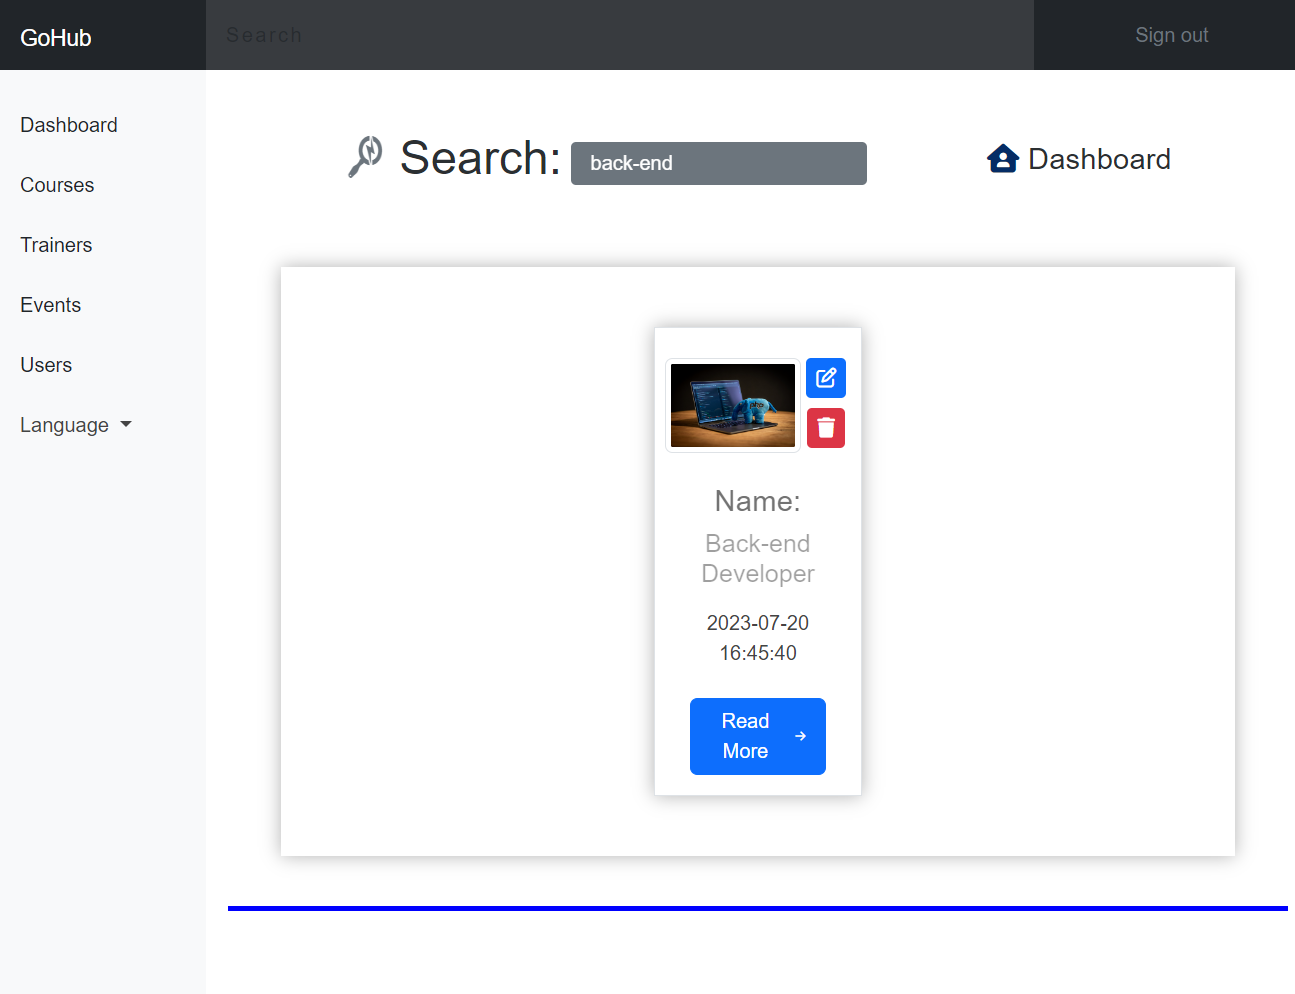 GoHub
Search
Sign out
Dashboard
Courses
Trainers
Events
Users
Language
Search:
back-end
Dashboard
Name:
Back-end
Developer
2023-07-20
16:45:40
Read
More